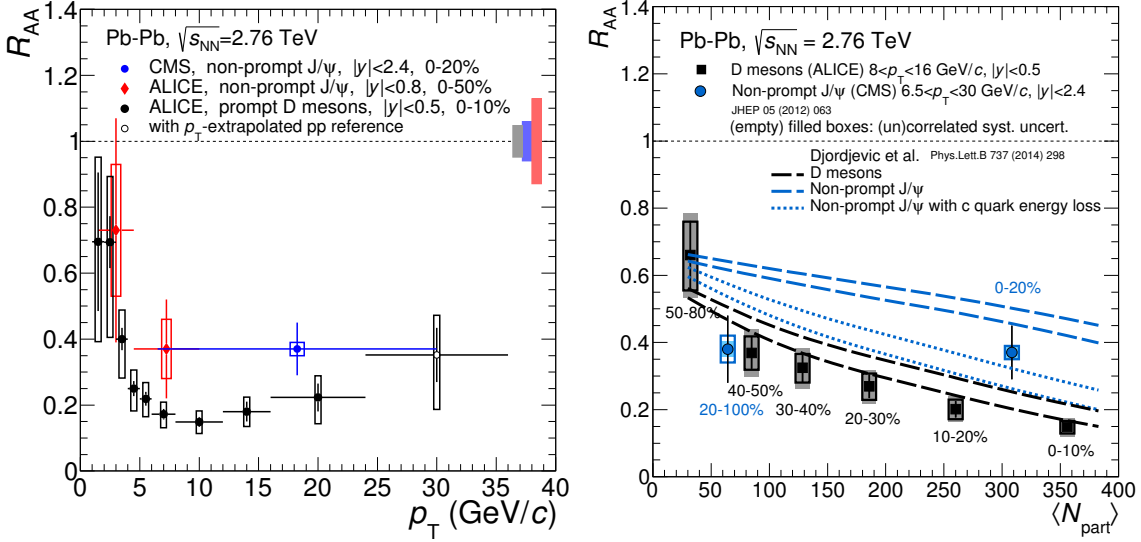 R_AA
Pb-Pb, √s_NN=2.76 TeV
CMS, non-prompt J/ψ, |y|<2.4, 0-20%
ALICE, non-prompt J/ψ, |y|<0.8, 0-50%
ALICE, prompt D mesons, |y|<0.5, 0-10%
with p_T-extrapolated pp reference
1.4
1.2
1
0.8
0.6
0.4
0.2
0
0 5 10 15 20 25 30 35 40
p_T (GeV/c)
R_AA
Pb-Pb, √s_NN = 2.76 TeV
D mesons (ALICE) 8<p_T<16 GeV/c, |y|<0.5
Non-prompt J/ψ (CMS) 6.5<p_T<30 GeV/c, |y|<2.4
JHEP 05 (2012) 063
(empty) filled boxes: (un)correlated syst. uncert.
Djordjevic et al. Phys.Lett.B 737 (2014) 298
D mesons
Non-prompt J/ψ
Non-prompt J/ψ with c quark energy loss
1.4
1.2
1
0.8
0.6
0.4
0.2
0
0-20%
50-80%
40-50%
20-100%
30-40%
20-30%
10-20%
0-10%
0 50 100 150 200 250 300 350 400
⟨N_part⟩